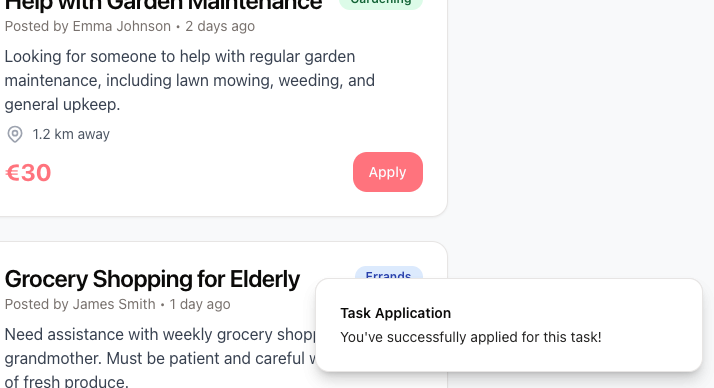 Help with Garden Maintenance
Gardening
Posted by Emma Johnson • 2 days ago
Looking for someone to help with regular garden
maintenance, including lawn mowing, weeding, and
general upkeep.
1.2 km away
€30
Apply
Grocery Shopping for Elderly
Errands
Posted by James Smith • 1 day ago
Need assistance with weekly grocery shopp
grandmother. Must be patient and careful w
of fresh produce.
Task Application
You've successfully applied for this task!